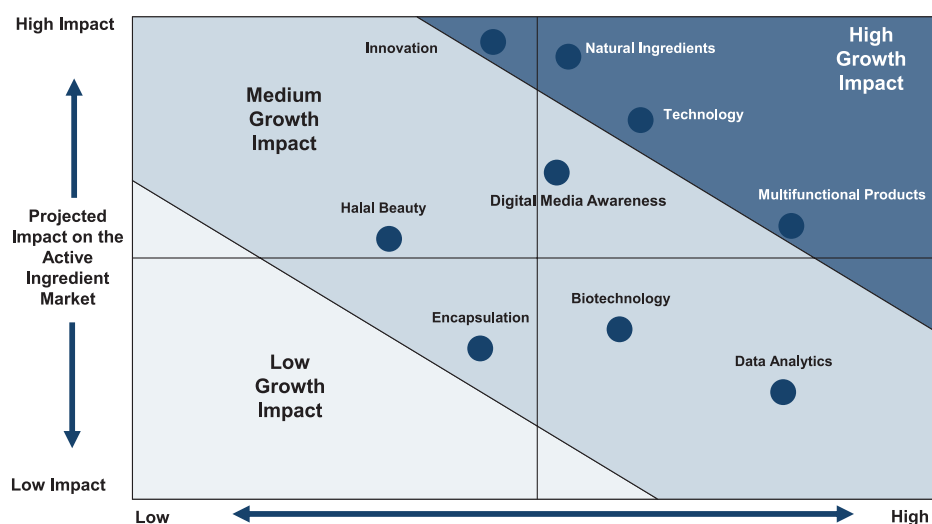 High Impact
Innovation
Natural Ingredients
High
Growth
Impact
Medium
Growth
Impact
Technology
Halal Beauty
Digital Media Awareness
Multifunctional Products
Projected
Impact on the
Active
Ingredient
Market
Encapsulation
Biotechnology
Low
Growth
Impact
Data Analytics
Low Impact
Low
High